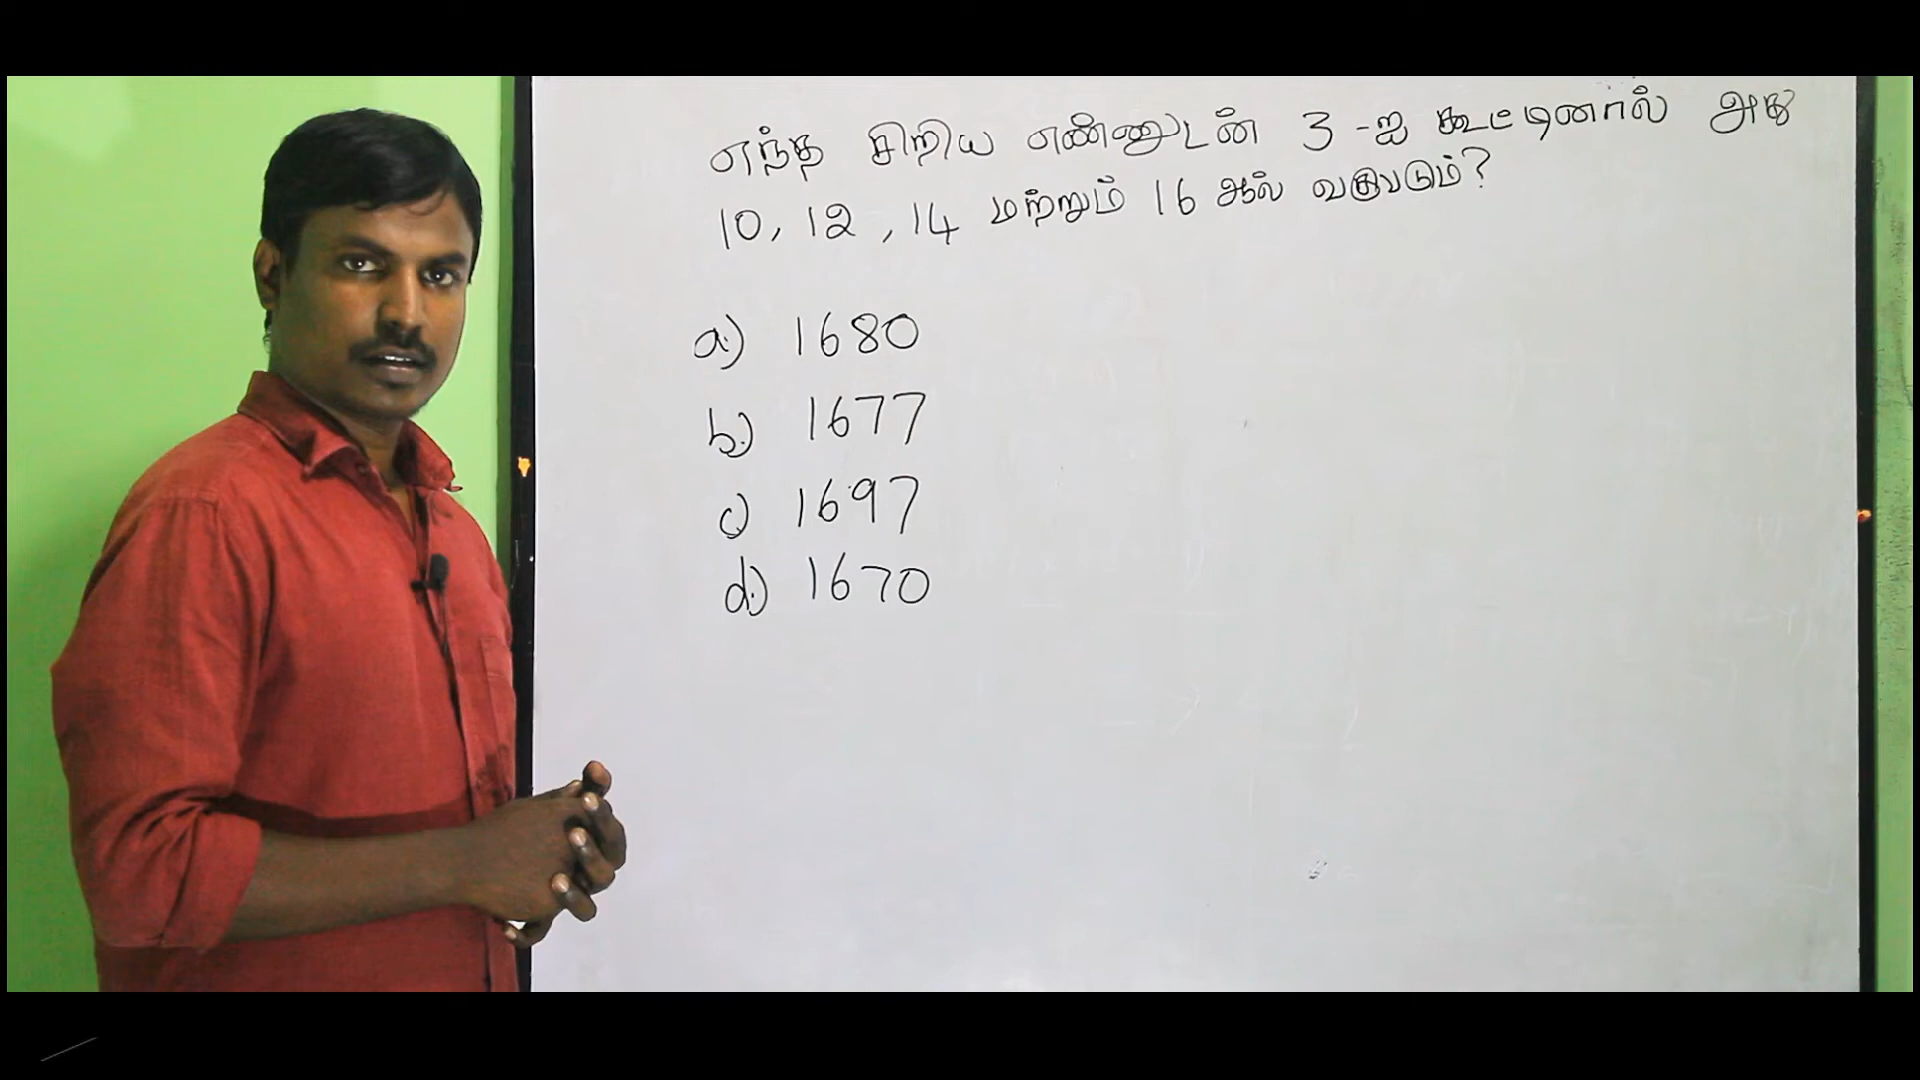 எந்த சிறிய எண்ணுடன் 3 -ஐ கூட்டினால் அது
10, 12, 14 மற்றும் 16 ஆல் வகுபடும்?
a) 1680
b) 1677
c) 1697
d) 1670